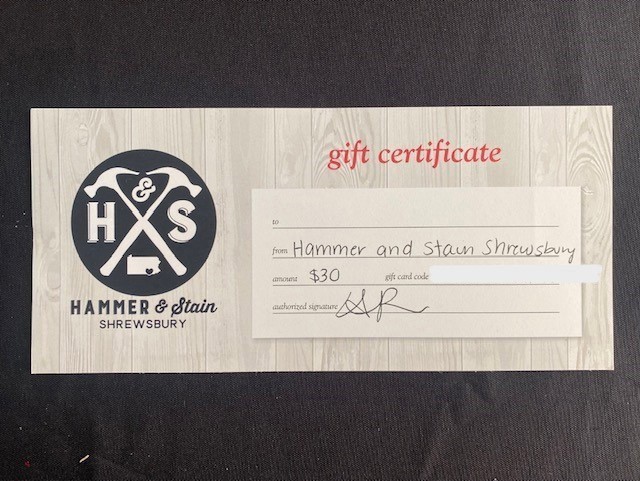 gift certificate
H & S
HAMMER & Stain
SHREWSBURY
to
from Hammer and Stain Shrewsbury
amount $30 gift card code
authorized signature